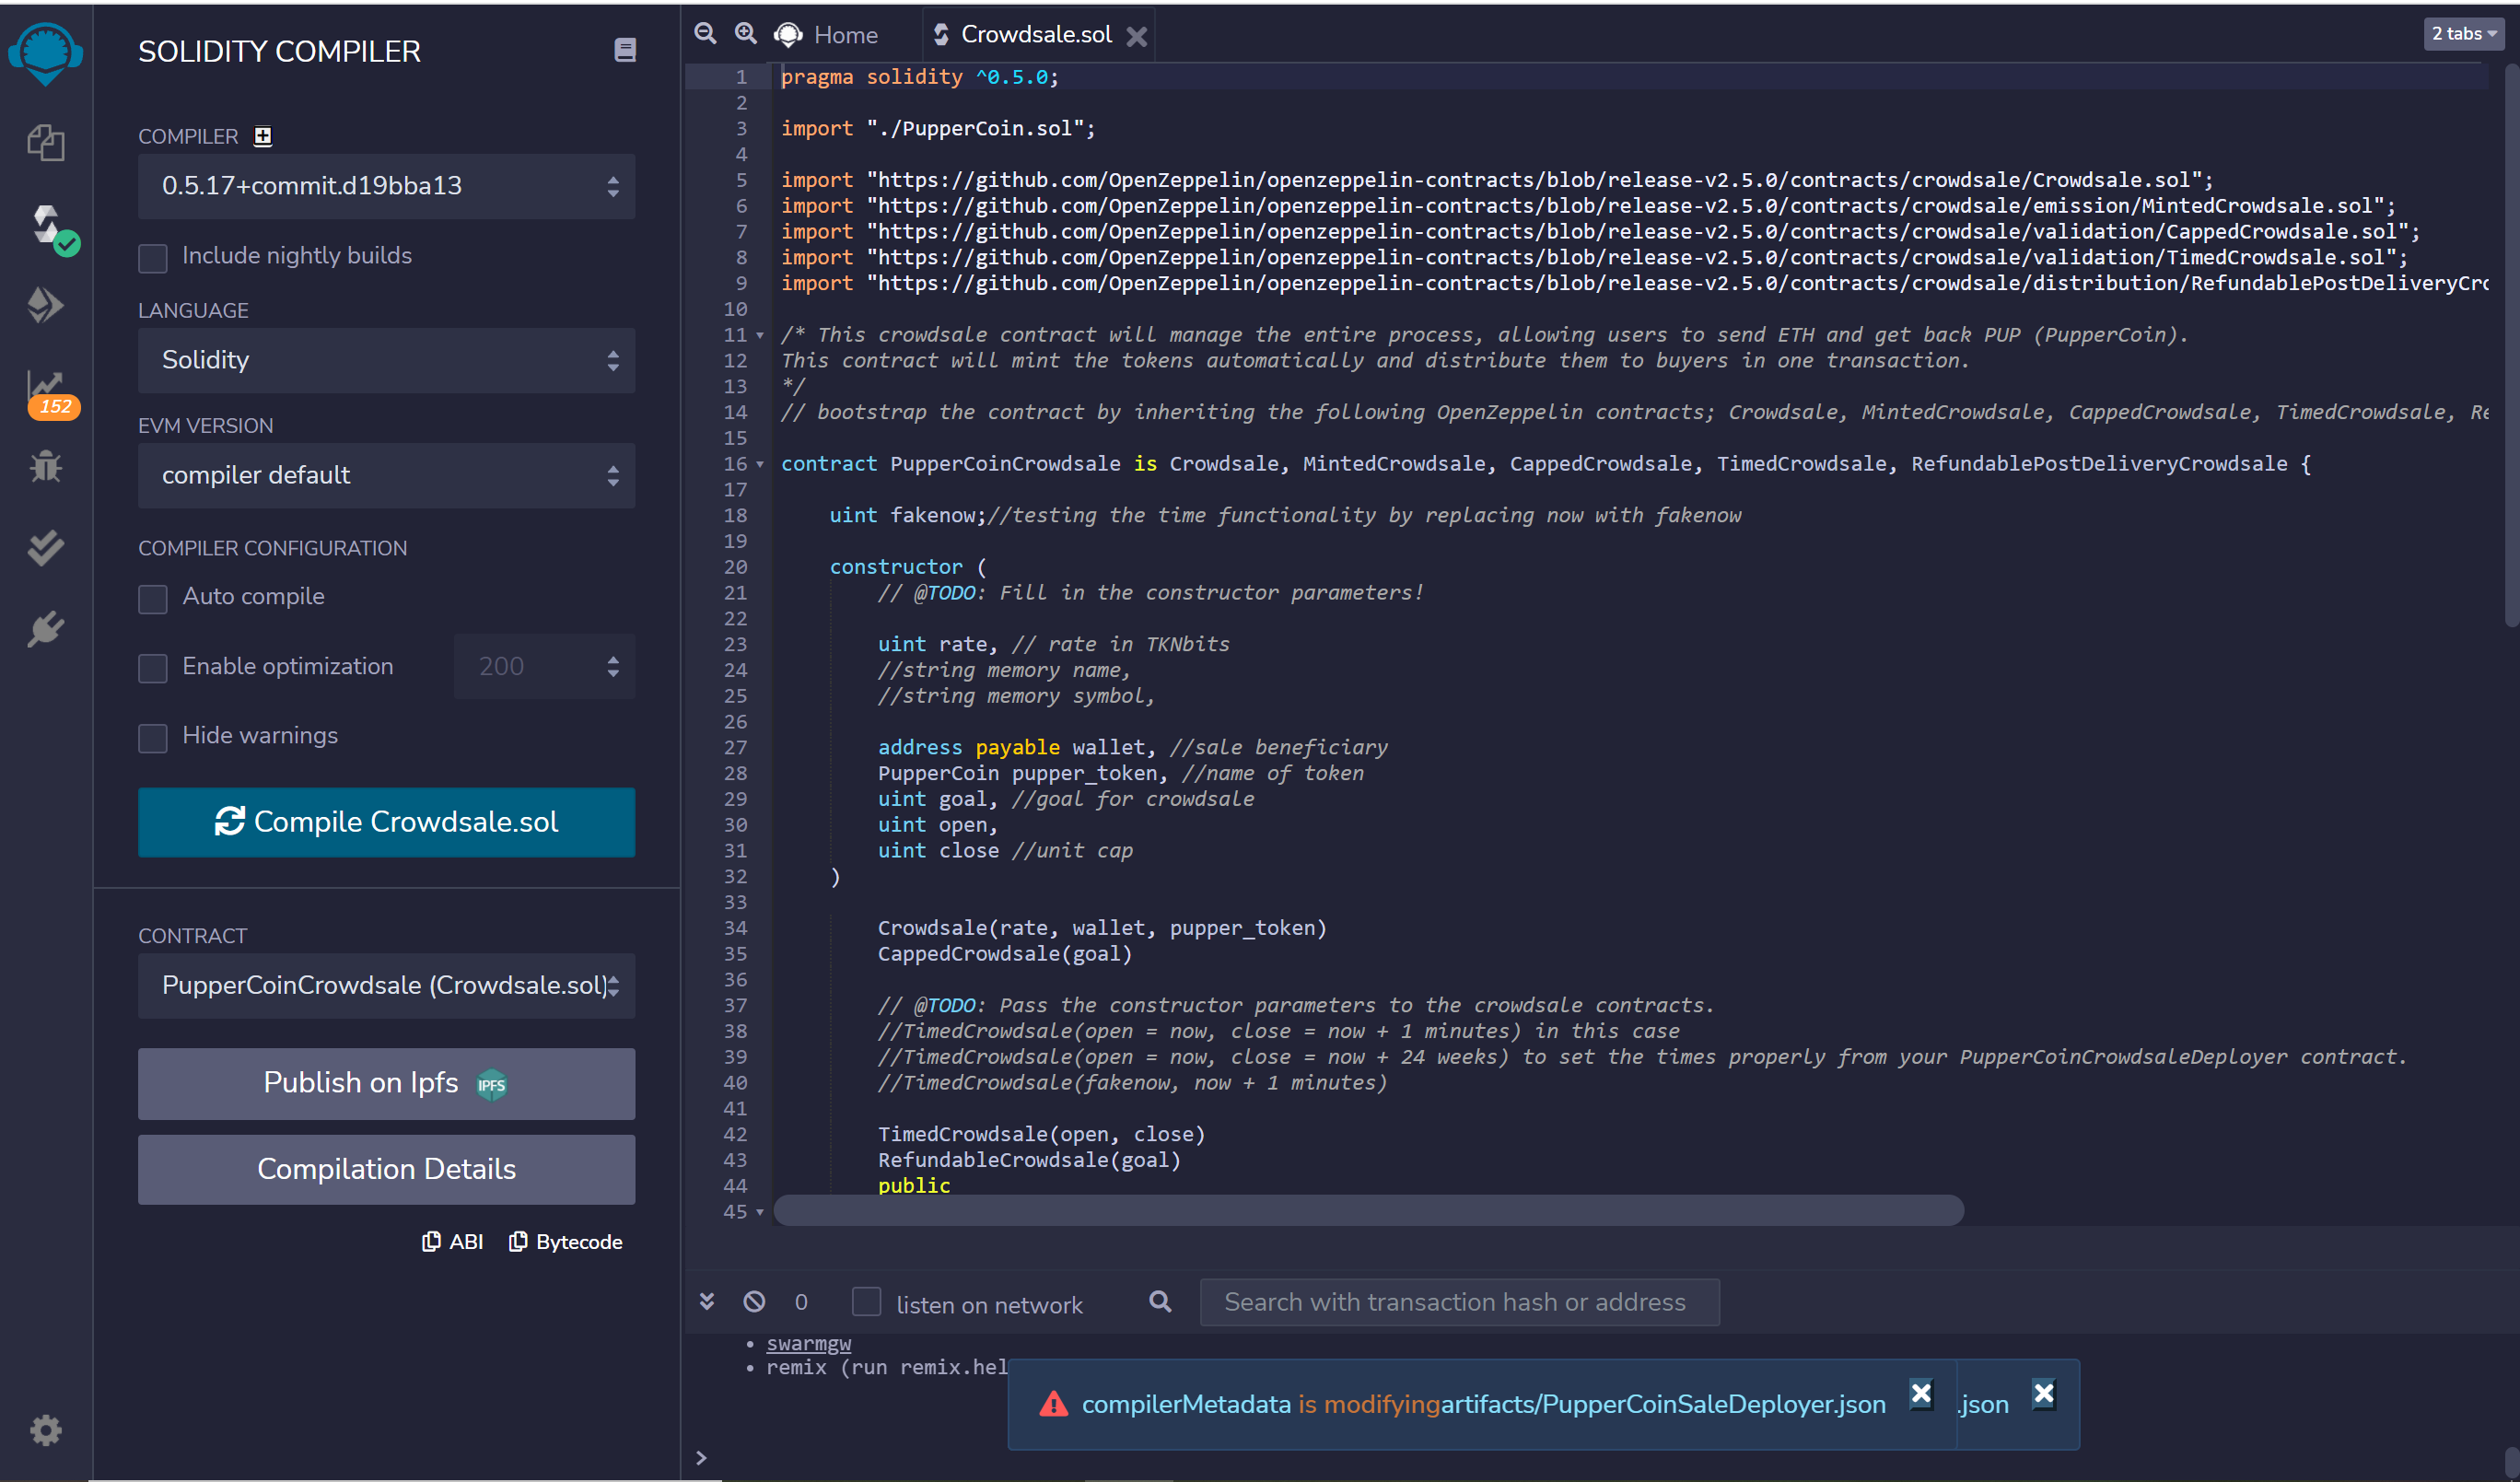 SOLIDITY COMPILER
COMPILER
0.5.17+commit.d19bba13
Include nightly builds
LANGUAGE
Solidity
152
EVM VERSION
compiler default
COMPILER CONFIGURATION
Auto compile
Enable optimization
200
Hide warnings
Compile Crowdsale.sol
CONTRACT
PupperCoinCrowdsale (Crowdsale.sol)
Publish on Ipfs IPFS
Compilation Details
ABI Bytecode
Home Crowdsale.sol 2 tabs
1 pragma solidity ^0.5.0;
2
3 import "./PupperCoin.sol";
4
5 import "https://github.com/OpenZeppelin/openzeppelin-contracts/blob/release-v2.5.0/contracts/crowdsale/Crowdsale.sol";
6 import "https://github.com/OpenZeppelin/openzeppelin-contracts/blob/release-v2.5.0/contracts/crowdsale/emission/MintedCrowdsale.sol";
7 import "https://github.com/OpenZeppelin/openzeppelin-contracts/blob/release-v2.5.0/contracts/crowdsale/validation/CappedCrowdsale.sol";
8 import "https://github.com/OpenZeppelin/openzeppelin-contracts/blob/release-v2.5.0/contracts/crowdsale/validation/TimedCrowdsale.sol";
9 import "https://github.com/OpenZeppelin/openzeppelin-contracts/blob/release-v2.5.0/contracts/crowdsale/distribution/RefundablePostDeliveryCro
10
11 /* This crowdsale contract will manage the entire process, allowing users to send ETH and get back PUP (PupperCoin).
12 This contract will mint the tokens automatically and distribute them to buyers in one transaction.
13 */
14 // bootstrap the contract by inheriting the following OpenZeppelin contracts; Crowdsale, MintedCrowdsale, CappedCrowdsale, TimedCrowdsale, Re
15
16 contract PupperCoinCrowdsale is Crowdsale, MintedCrowdsale, CappedCrowdsale, TimedCrowdsale, RefundablePostDeliveryCrowdsale {
17
18 uint fakenow;//testing the time functionality by replacing now with fakenow
19
20 constructor (
21 // @TODO: Fill in the constructor parameters!
22
23 uint rate, // rate in TKNbits
24 //string memory name,
25 //string memory symbol,
26
27 address payable wallet, //sale beneficiary
28 PupperCoin pupper_token, //name of token
29 uint goal, //goal for crowdsale
30 uint open,
31 uint close //unit cap
32 )
33
34 Crowdsale(rate, wallet, pupper_token)
35 CappedCrowdsale(goal)
36
37 // @TODO: Pass the constructor parameters to the crowdsale contracts.
38 //TimedCrowdsale(open = now, close = now + 1 minutes) in this case
39 //TimedCrowdsale(open = now, close = now + 24 weeks) to set the times properly from your PupperCoinCrowdsaleDeployer contract.
40 //TimedCrowdsale(fakenow, now + 1 minutes)
41
42 TimedCrowdsale(open, close)
43 RefundableCrowdsale(goal)
44 public
45
0 listen on network Search with transaction hash or address
• swarmgw
• remix (run remix.hel
compilerMetadata is modifyingartifacts/PupperCoinSaleDeployer.json .json
>